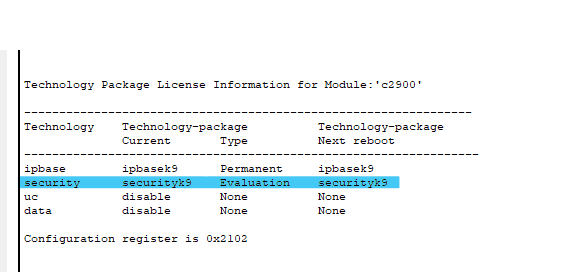 Technology Package License Information for Module:'c2900'
----------------------------------------------------------------
Technology    Technology-package          Technology-package
              Current       Type          Next reboot
-----------------------------------------------------------------
ipbase        ipbasek9      Permanent     ipbasek9
security      securityk9    Evaluation    securityk9
uc            disable       None          None
data          disable       None          None
Configuration register is 0x2102